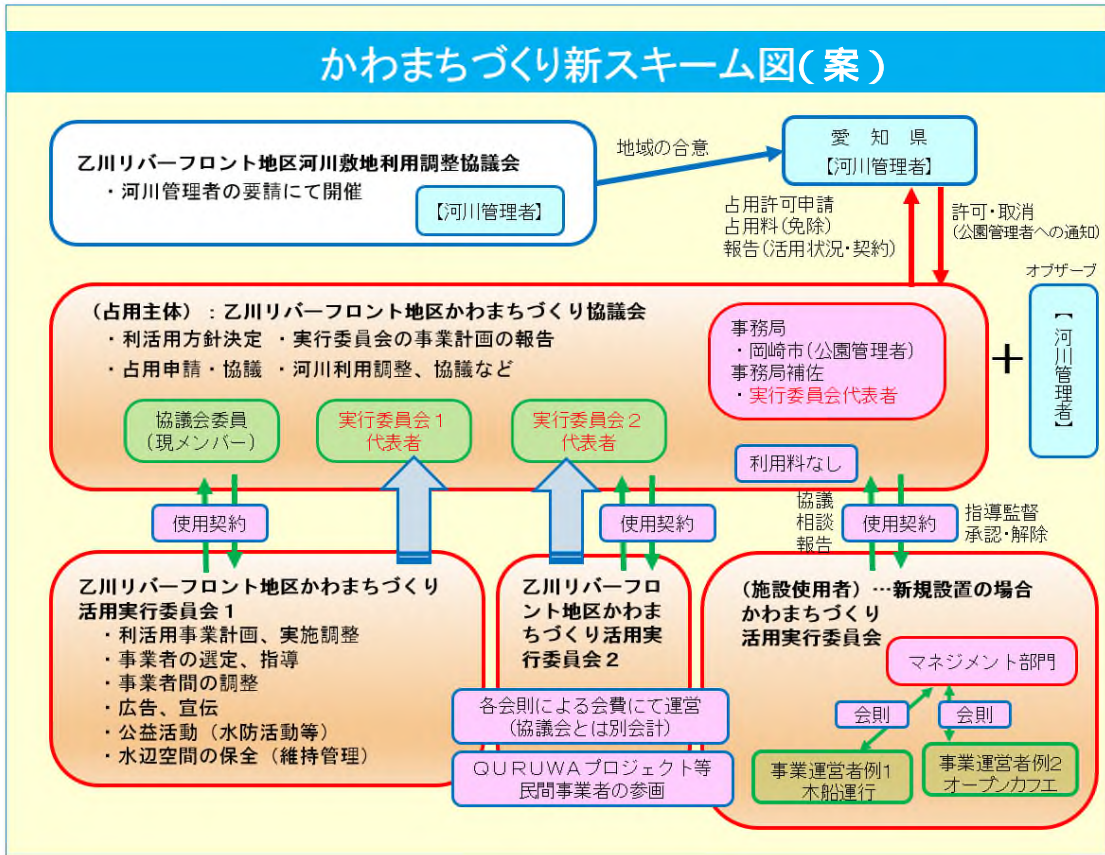 かわまちづくり新スキーム図(案)
乙川リバーフロント地区河川敷地利用調整協議会
・河川管理者の要請にて開催
【河川管理者】
地域の合意
愛知県
【河川管理者】
占用許可申請
占用料(免除)
報告(活用状況・契約)
許可・取消
(公園管理者への通知)
オブザーブ
【河川管理者】
(占用主体):乙川リバーフロント地区かわまちづくり協議会
・利活用方針決定 ・実行委員会の事業計画の報告
・占用申請・協議 ・河川利用調整、協議など
事務局
・岡崎市(公園管理者)
事務局補佐
・実行委員会代表者
+
協議会委員
(現メンバー)
実行委員会1
代表者
実行委員会2
代表者
利用料なし
使用契約
使用契約
協議
相談
報告
使用契約
指導監督
承認・解除
乙川リバーフロント地区かわまちづくり
活用実行委員会1
・利活用事業計画、実施調整
・事業者の選定、指導
・事業者間の調整
・広告、宣伝
・公益活動(水防活動等)
・水辺空間の保全(維持管理)
乙川リバーフロ
ント地区かわま
ちづくり活用実
行委員会2
各会則による会費にて運営
(協議会とは別会計)
QURUWAプロジェクト等
民間事業者の参画
(施設使用者)…新規設置の場合
かわまちづくり
活用実行委員会
マネジメント部門
会則
会則
事業運営者例1
木船運行
事業運営者例2
オープンカフエ